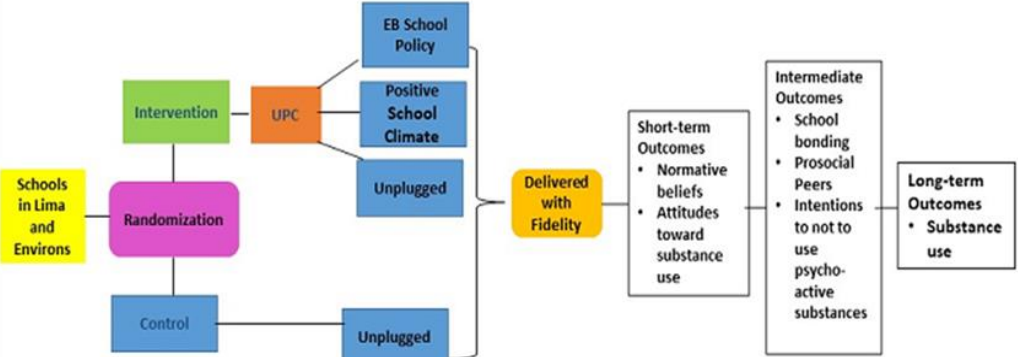 EB School
Policy
Intervention
UPC
Positive
School
Climate
Unplugged
Schools
in Lima
and
Environs
Randomization
Control
Unplugged
Delivered
with
Fidelity
Short-term
Outcomes
• Normative
beliefs
• Attitudes
toward
substance
use
Intermediate
Outcomes
• School
bonding
• Prosocial
Peers
• Intentions
to not to
use
psycho-
active
substances
Long-term
Outcomes
• Substance
use